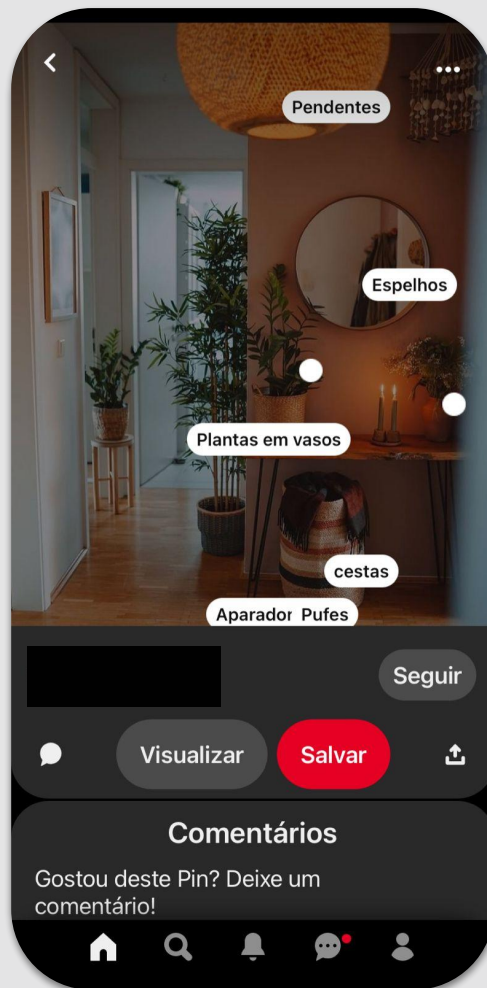 Pendentes
Espelhos
Plantas em vasos
cestas
Aparador Pufes
Seguir
Visualizar
Salvar
Comentários
Gostou deste Pin? Deixe um
comentário!